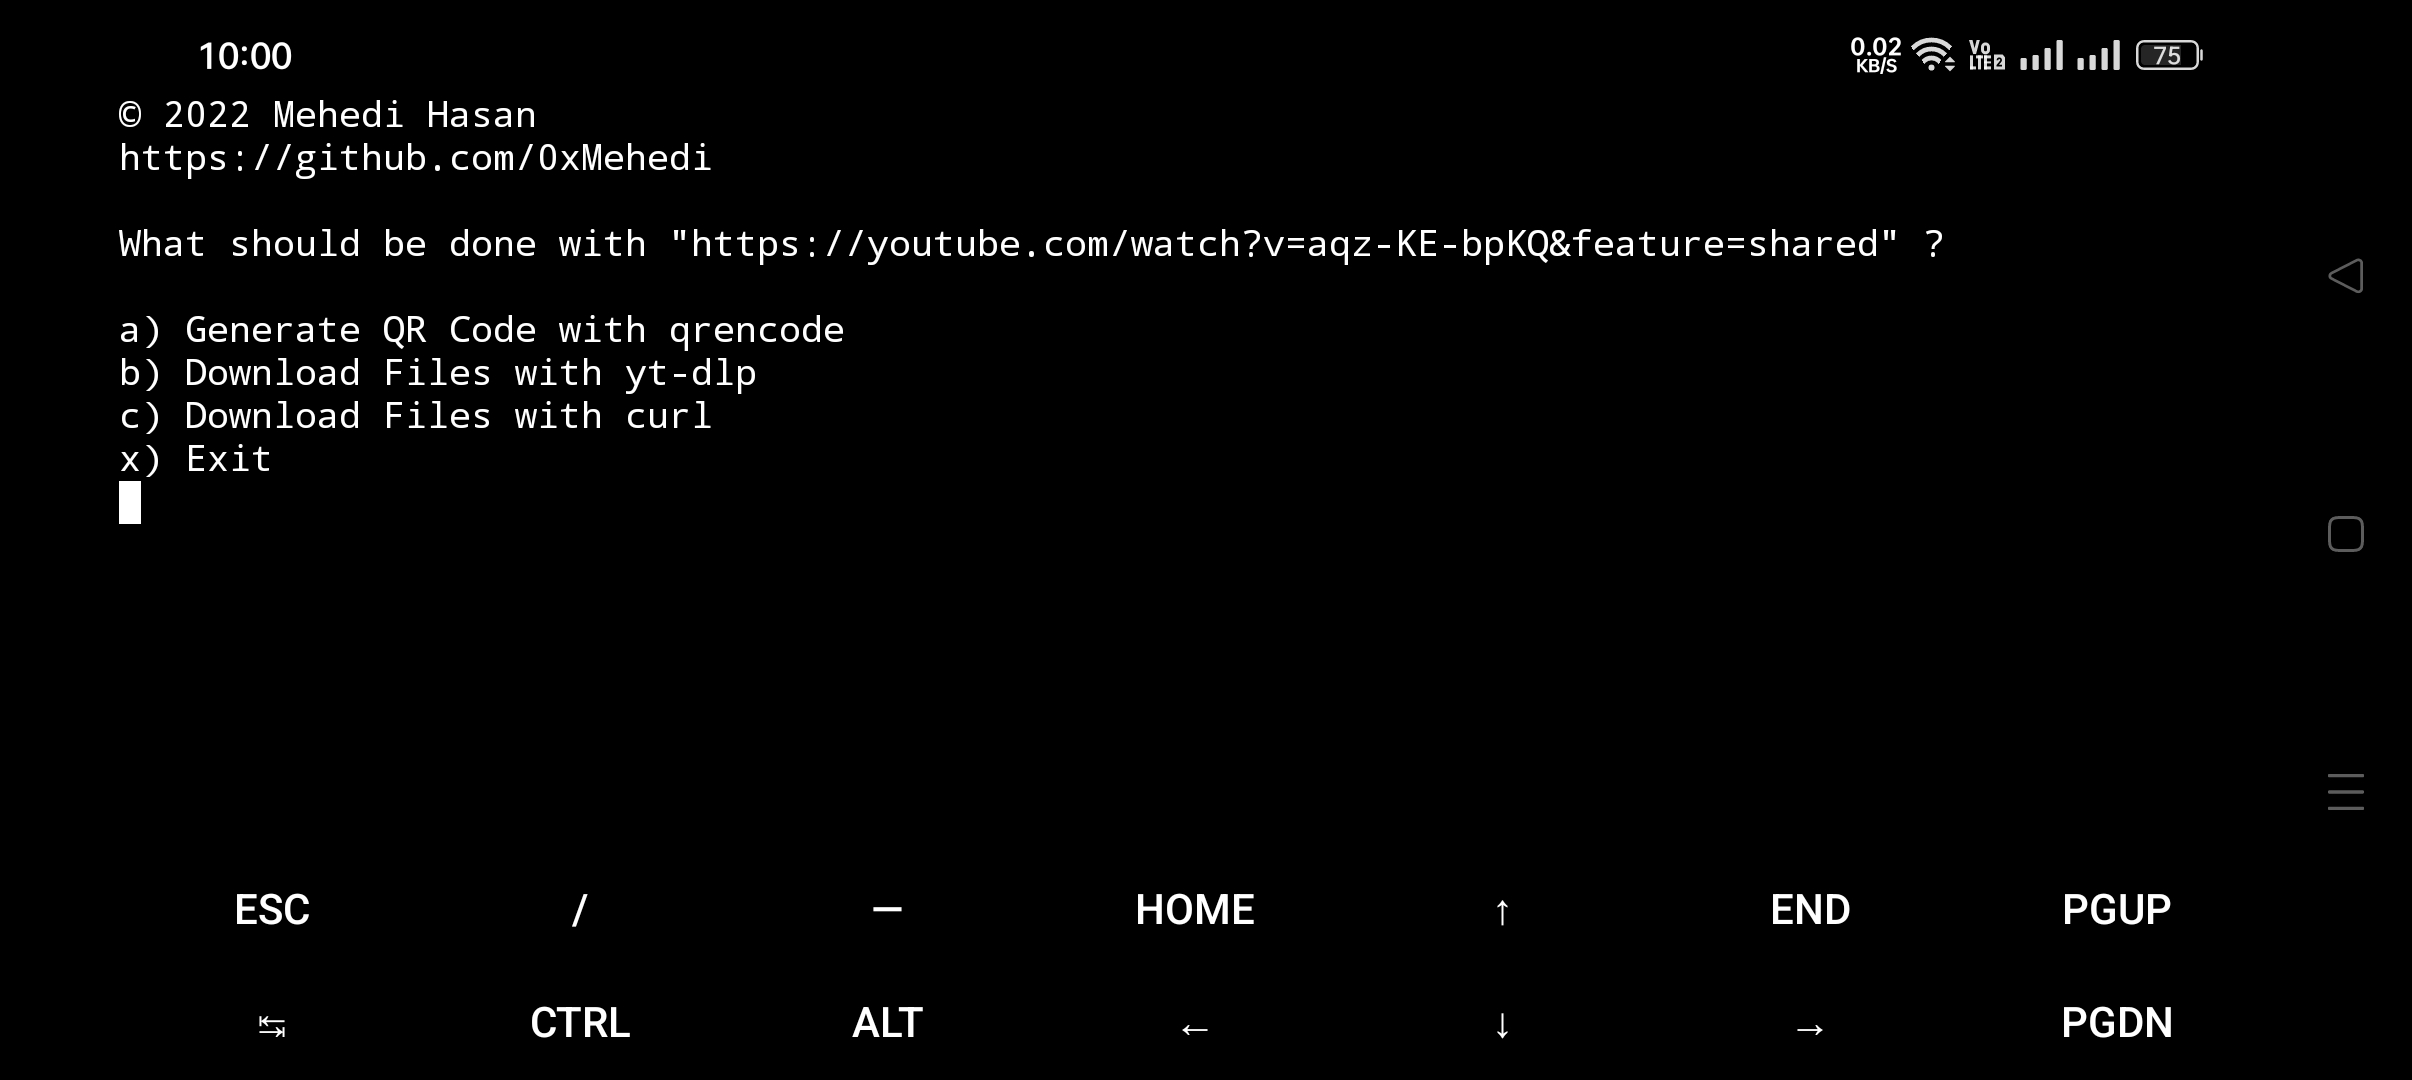 10:00
0.02 KB/S
Vo LTE 2
75
© 2022 Mehedi Hasan
https://github.com/0xMehedi
What should be done with "https://youtube.com/watch?v=aqz-KE-bpKQ&feature=shared" ?
a) Generate QR Code with qrencode
b) Download Files with yt-dlp
c) Download Files with curl
x) Exit
ESC / — HOME ↑ END PGUP
↹ CTRL ALT ← ↓ → PGDN